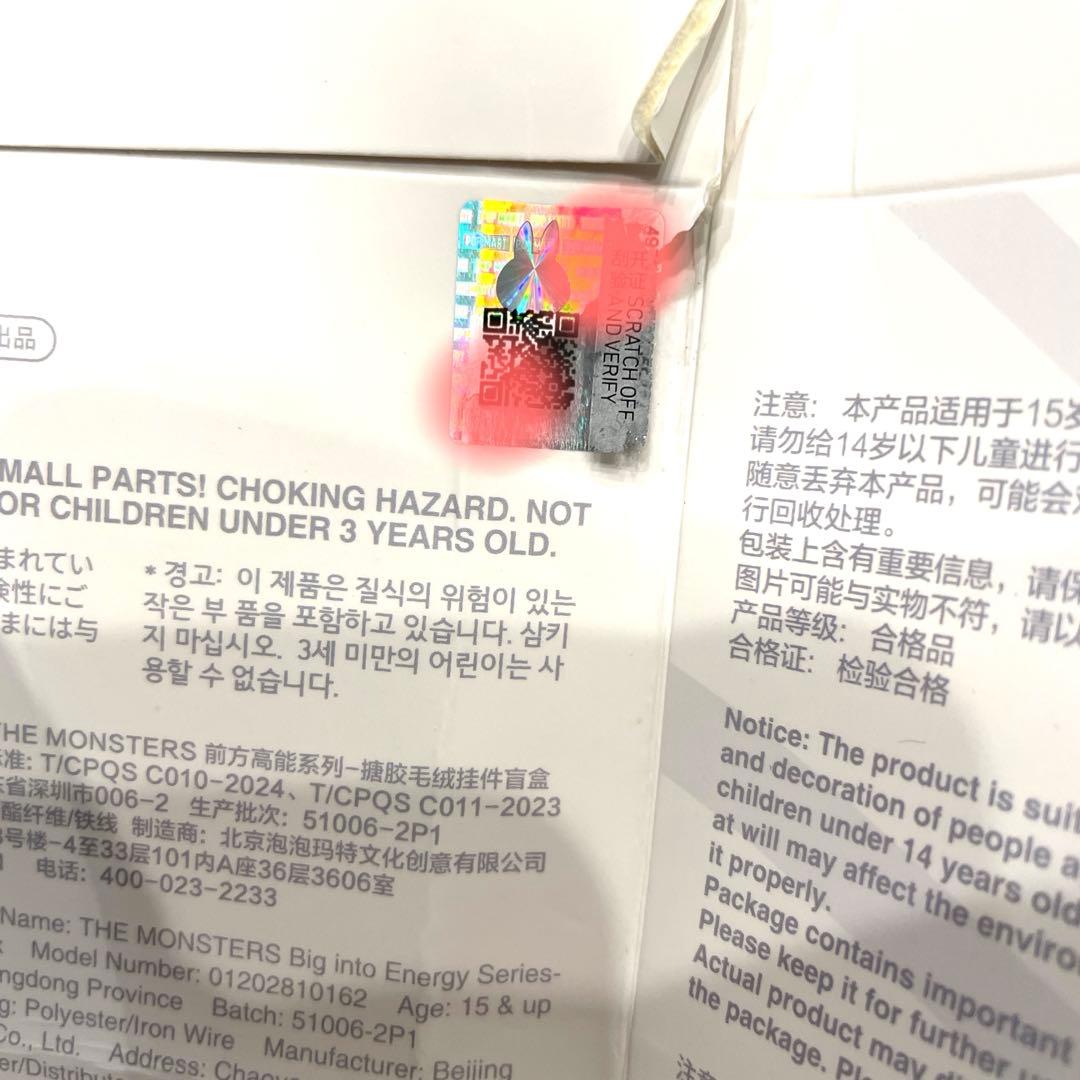 出品
POP MART
刮开验证 SCRATCH OFF
AND VERIFY
MALL PARTS! CHOKING HAZARD. NOT
OR CHILDREN UNDER 3 YEARS OLD.
まれてい
険性にご
まには与
* 경고: 이 제품은 질식의 위험이 있는
작은 부 품을 포함하고 있습니다. 삼키
지 마십시오. 3세 미만의 어린이는 사
용할 수 없습니다.
THE MONSTERS 前方高能系列-搪胶毛绒挂件盲盒
准: T/CPQS C010-2024、T/CPQS C011-2023
省深圳市006-2 生产批次: 51006-2P1
酯纤维/铁线 制造商: 北京泡泡玛特文化创意有限公司
号楼-4至33层101内A座36层3606室
电话: 400-023-2233
Name: THE MONSTERS Big into Energy Series-
Model Number: 01202810162 Age: 15 & up
ngdong Province Batch: 51006-2P1
g: Polyester/Iron Wire Manufacturer: Beijing
Co., Ltd. Address: Chaoy
er/Distribut
注意: 本产品适用于15岁
请勿给14岁以下儿童进行
随意丢弃本产品，可能会对
行回收处理。
包装上含有重要信息，请保
图片可能与实物不符，请以
产品等级: 合格品
合格证: 检验合格
Notice: The product is suit
and decoration of people a
children under 14 years old
at will may affect the enviro
it properly.
Package contains important
Please keep it for further u
Actual product may di
the package. Ple
注意